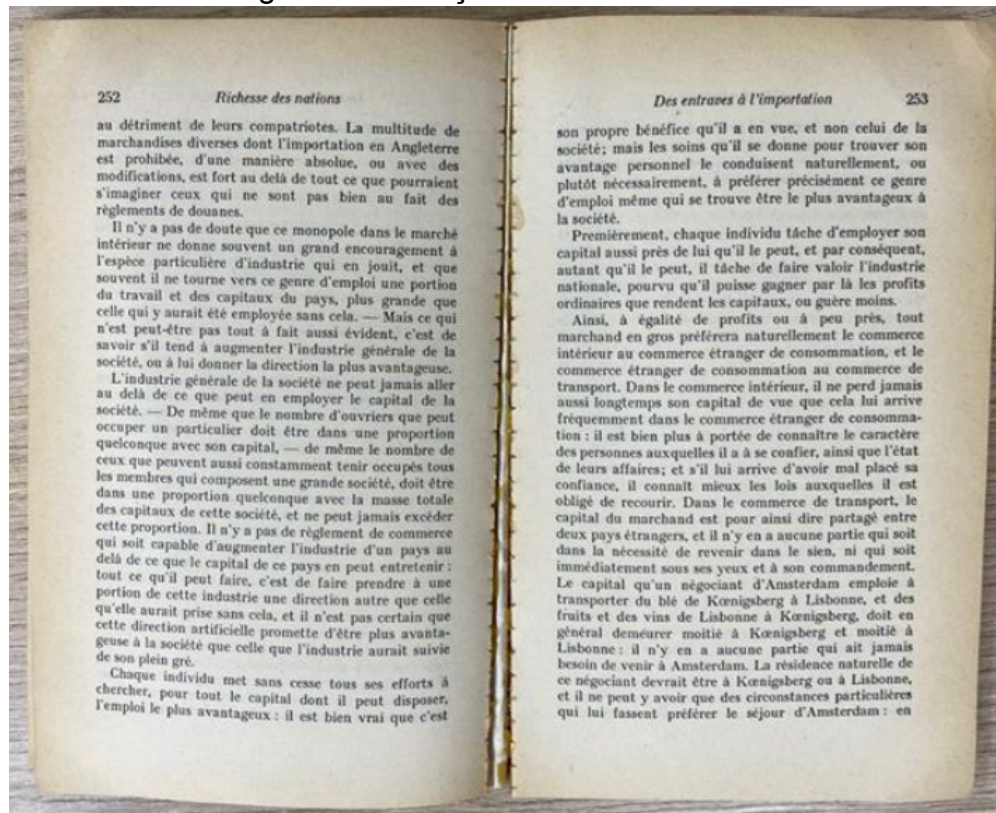 252 Richesse des nations
au détriment de leurs compatriotes. La multitude de
marchandises diverses dont l'importation en Angleterre
est prohibée, d'une manière absolue, ou avec des
modifications, est fort au delà de tout ce que pourraient
s'imaginer ceux qui ne sont pas bien au fait des
règlements de douanes.
Il n'y a pas de doute que ce monopole dans le marché
intérieur ne donne souvent un grand encouragement à
l'espèce particulière d'industrie qui en jouit, et que
souvent il ne tourne vers ce genre d'emploi une portion
du travail et des capitaux du pays, plus grande que
celle qui y aurait été employée sans cela. — Mais ce qui
n'est peut-être pas tout à fait aussi évident, c'est de
savoir s'il tend à augmenter l'industrie générale de la
société, ou à lui donner la direction la plus avantageuse.
L'industrie générale de la société ne peut jamais aller
au delà de ce que peut en employer le capital de la
société. — De même que le nombre d'ouvriers que peut
occuper un particulier doit être dans une proportion
quelconque avec son capital, — de même le nombre de
ceux que peuvent aussi constamment tenir occupés tous
les membres qui composent une grande société, doit être
dans une proportion quelconque avec la masse totale
des capitaux de cette société, et ne peut jamais excéder
cette proportion. Il n'y a pas de règlement de commerce
qui soit capable d'augmenter l'industrie d'un pays au
delà de ce que le capital de ce pays en peut entretenir :
tout ce qu'il peut faire, c'est de faire prendre à une
portion de cette industrie une direction autre que celle
qu'elle aurait prise sans cela, et il n'est pas certain que
cette direction artificielle promette d'être plus avanta-
geuse à la société que celle que l'industrie aurait suivie
de son plein gré.
Chaque individu met sans cesse tous ses efforts à
chercher, pour tout le capital dont il peut disposer,
l'emploi le plus avantageux : il est bien vrai que c'est
Des entraves à l'importation 253
son propre bénéfice qu'il a en vue, et non celui de la
société; mais les soins qu'il se donne pour trouver son
avantage personnel le conduisent naturellement, ou
plutôt nécessairement, à préférer précisément ce genre
d'emploi même qui se trouve être le plus avantageux à
la société.
Premièrement, chaque individu tâche d'employer son
capital aussi près de lui qu'il le peut, et par conséquent,
autant qu'il le peut, il tâche de faire valoir l'industrie
nationale, pourvu qu'il puisse gagner par là les profits
ordinaires que rendent les capitaux, ou guère moins.
Ainsi, à égalité de profits ou à peu près, tout
marchand en gros préférera naturellement le commerce
intérieur au commerce étranger de consommation, et le
commerce étranger de consommation au commerce de
transport. Dans le commerce intérieur, il ne perd jamais
aussi longtemps son capital de vue que cela lui arrive
fréquemment dans le commerce étranger de consomma-
tion : il est bien plus à portée de connaître le caractère
des personnes auxquelles il a à se confier, ainsi que l'état
de leurs affaires; et s'il lui arrive d'avoir mal placé sa
confiance, il connaît mieux les lois auxquelles il est
obligé de recourir. Dans le commerce de transport, le
capital du marchand est pour ainsi dire partagé entre
deux pays étrangers, et il n'y en a aucune partie qui soit
dans la nécessité de revenir dans le sien, ni qui soit
immédiatement sous ses yeux et à son commandement.
Le capital qu'un négociant d'Amsterdam emploie à
transporter du blé de Kœnigsberg à Lisbonne, et des
fruits et des vins de Lisbonne à Kœnigsberg, doit en
général demeurer moitié à Kœnigsberg et moitié à
Lisbonne : il n'y en a aucune partie qui ait jamais
besoin de venir à Amsterdam. La résidence naturelle de
ce négociant devrait être à Kœnigsberg ou à Lisbonne,
et il ne peut y avoir que des circonstances particulières
qui lui fassent préférer le séjour d'Amsterdam : en